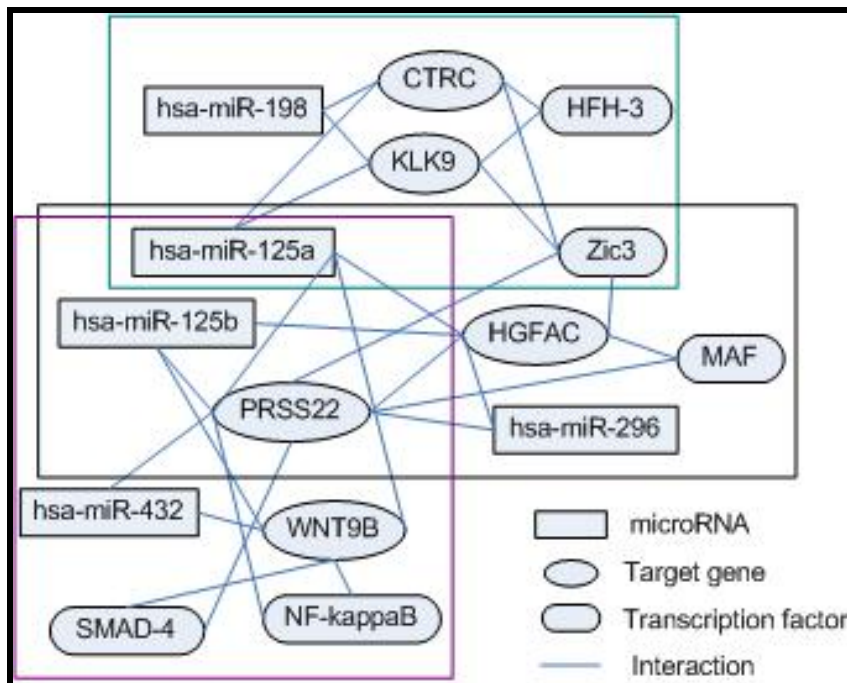 CTRC
hsa-miR-198
HFH-3
KLK9
hsa-miR-125a
Zic3
hsa-miR-125b
HGFAC
MAF
PRSS22
hsa-miR-296
hsa-miR-432
WNT9B
microRNA
Target gene
SMAD-4
NF-kappaB
Transcription factor
Interaction